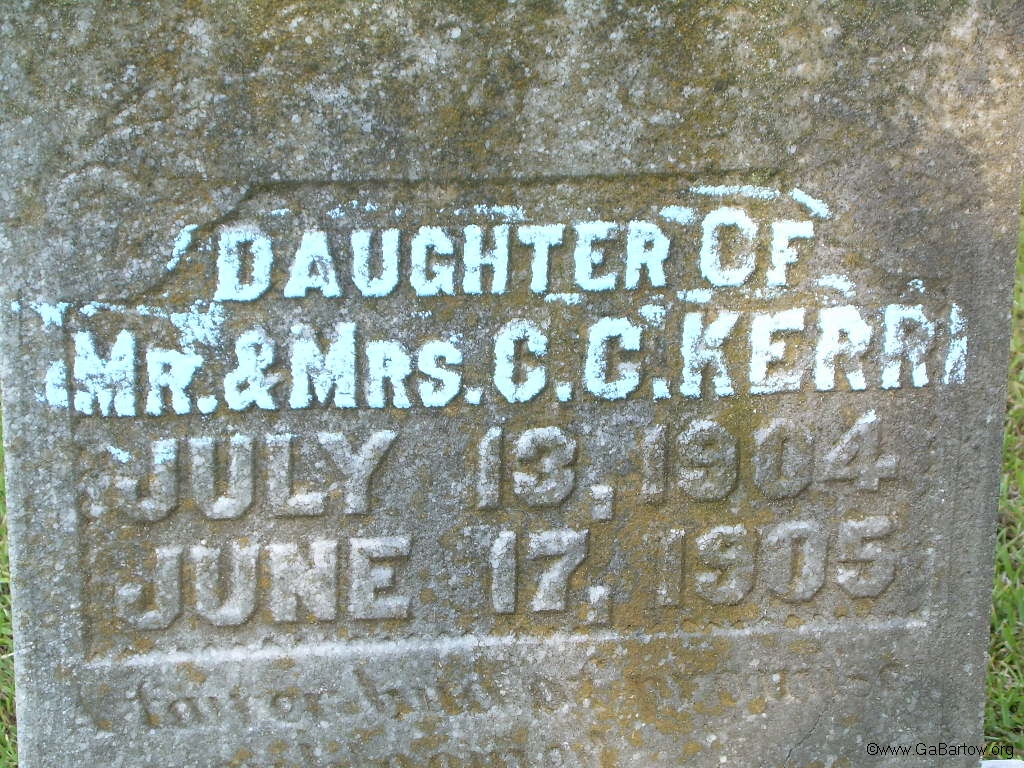 DAUGHTER OF
MR. & MRS. C. C. KERR
JULY 13, 1904
JUNE 17, 1905
©www.GaBartow.org